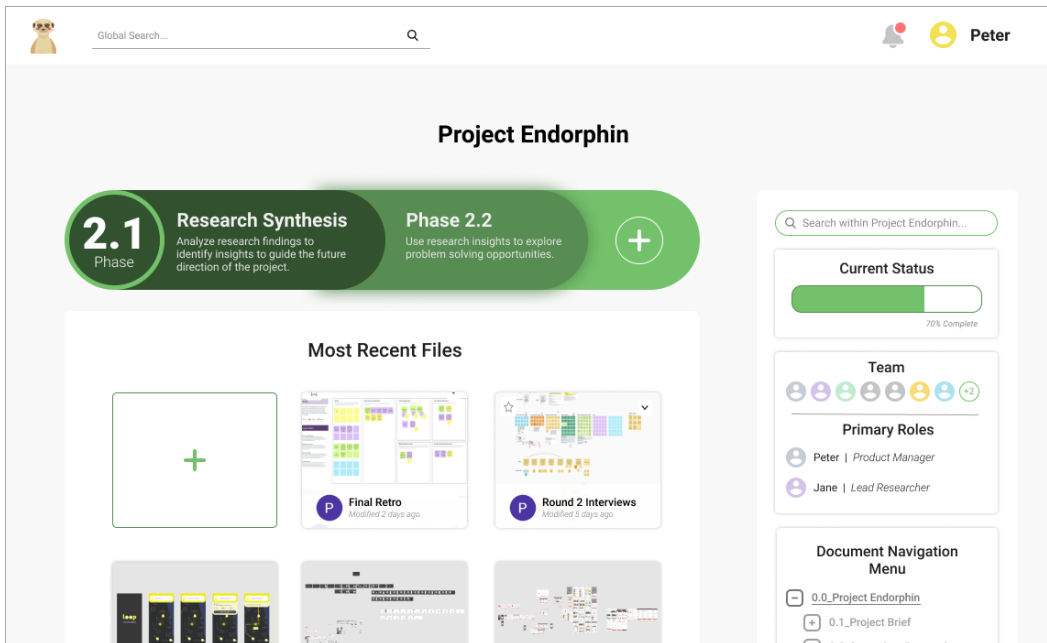 Global Search...
Peter
Project Endorphin
2.1
Phase
Research Synthesis
Analyze research findings to
identify insights to guide the future
direction of the project.
Phase 2.2
Use research insights to explore
problem solving opportunities.
Search within Project Endorphin...
Current Status
70% Complete
Most Recent Files
Team
+2
Primary Roles
Peter | Product Manager
Jane | Lead Researcher
P
Final Retro
Modified 2 days ago
P
Round 2 Interviews
Modified 5 days ago
Document Navigation
Menu
0.0_Project Endorphin
0.1_Project Brief
loop